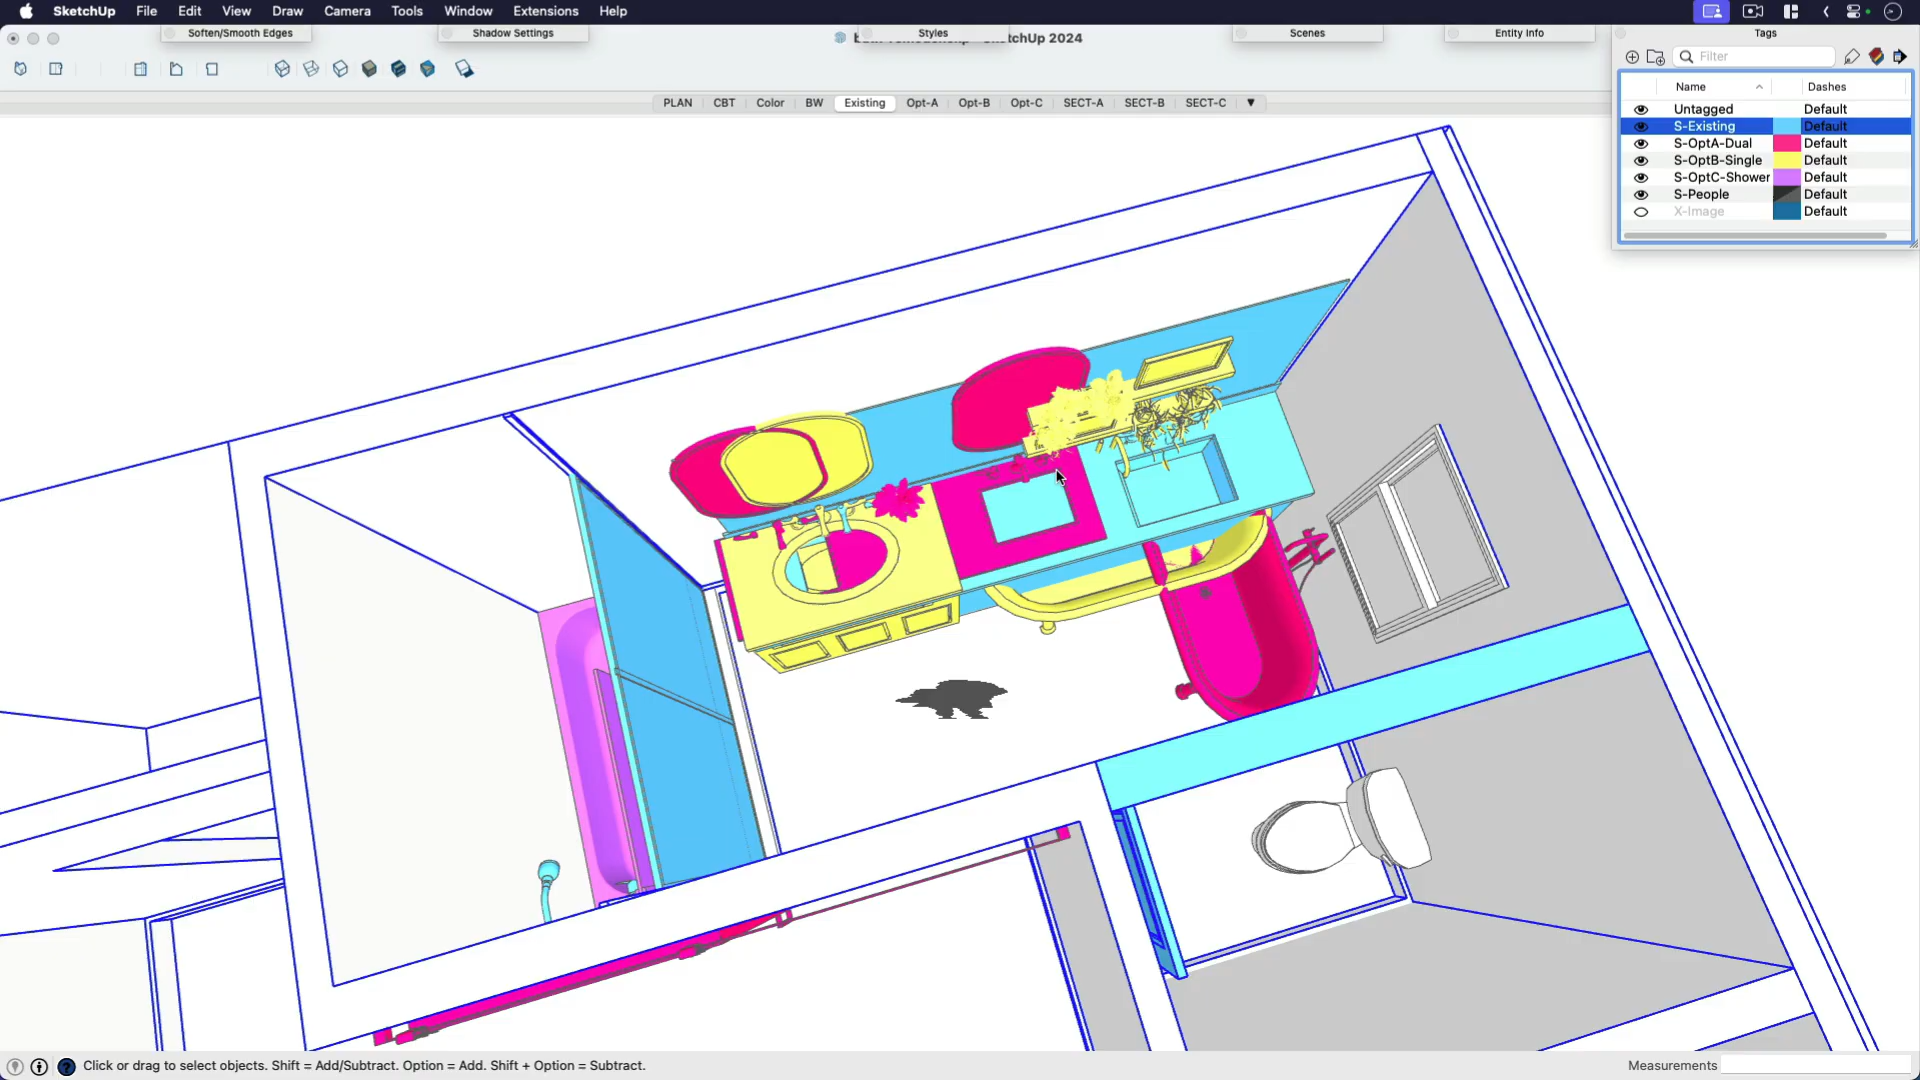 SketchUp File Edit View Draw Camera Tools Window Extensions Help
Soften/Smooth Edges
Shadow Settings
Styles
Scenes
Entity Info
Tags
SketchUp 2024
Filter
PLAN CBT Color BW Existing Opt-A Opt-B Opt-C SECT-A SECT-B SECT-C
Name Dashes
Untagged Default
S-Existing Default
S-OptA-Dual Default
S-OptB-Single Default
S-OptC-Shower Default
S-People Default
X-Image Default
Click or drag to select objects. Shift = Add/Subtract. Option = Add. Shift + Option = Subtract.
Measurements